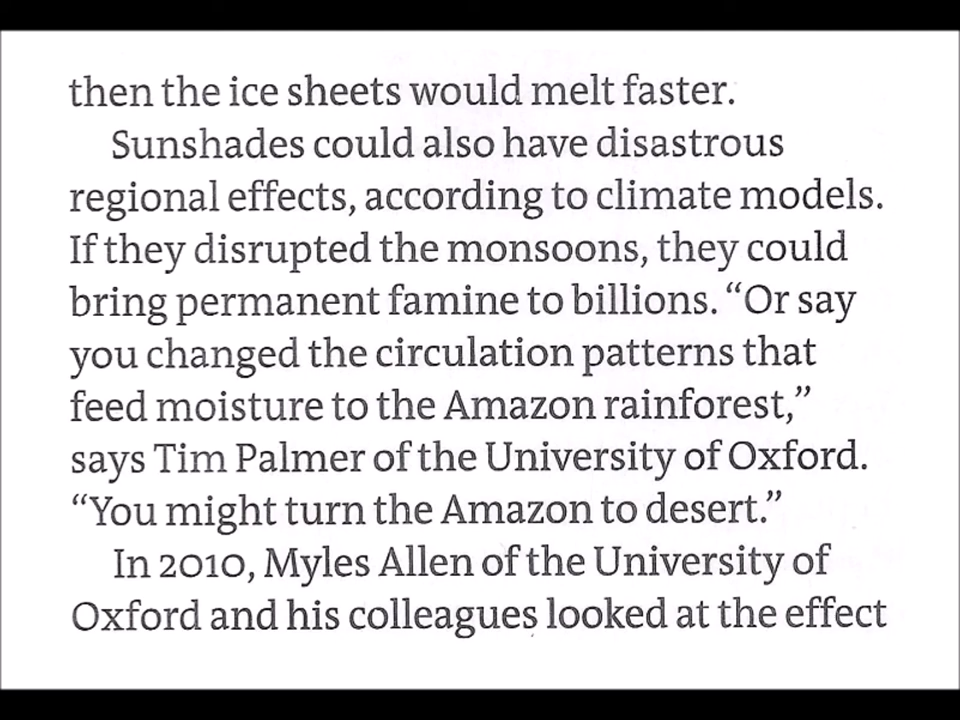 then the ice sheets would melt faster.
Sunshades could also have disastrous
regional effects, according to climate models.
If they disrupted the monsoons, they could
bring permanent famine to billions. “Or say
you changed the circulation patterns that
feed moisture to the Amazon rainforest,”
says Tim Palmer of the University of Oxford.
“You might turn the Amazon to desert.”
In 2010, Myles Allen of the University of
Oxford and his colleagues looked at the effect